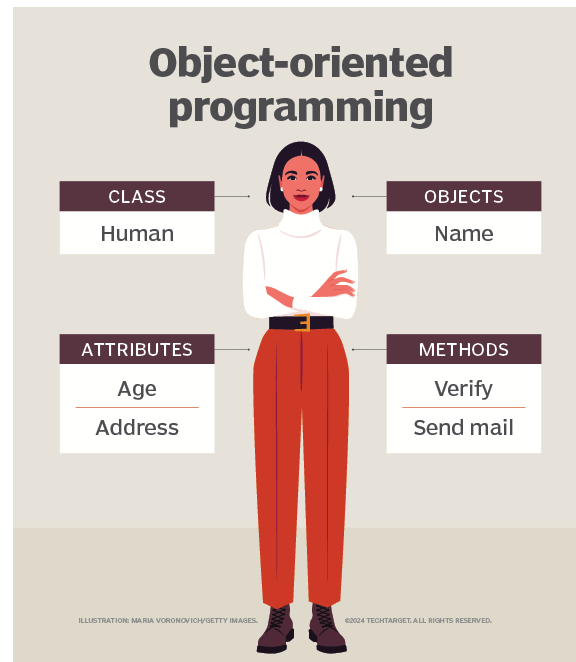 Object-oriented
programming
CLASS
Human
OBJECTS
Name
ATTRIBUTES
Age
Address
METHODS
Verify
Send mail
ILLUSTRATION: MARIA VORONOVICH/GETTY IMAGES.
©2024 TECHTARGET. ALL RIGHTS RESERVED.